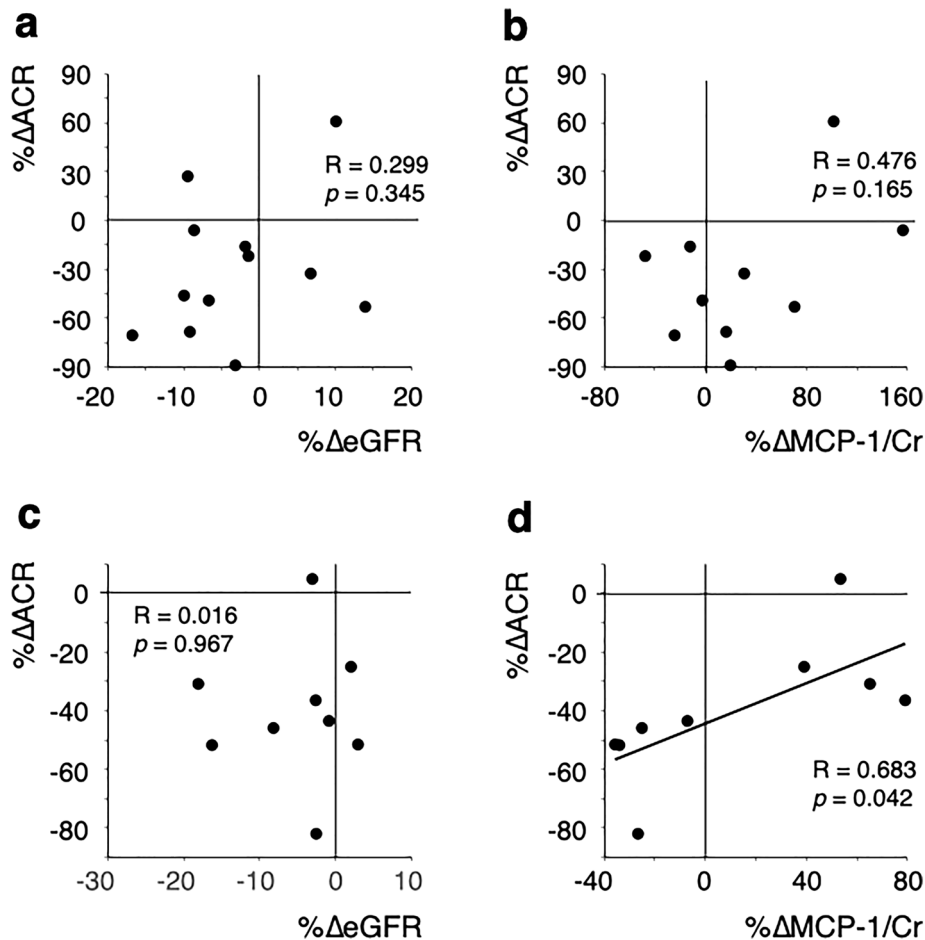 a
%ΔACR
90
60
30
0
-30
-60
-90
R = 0.299
p = 0.345
-20 -10 0 10 20
%ΔeGFR
b
%ΔACR
90
60
30
0
-30
-60
-90
R = 0.476
p = 0.165
-80 0 80 160
%ΔMCP-1/Cr
c
%ΔACR
0
-20
-40
-60
-80
R = 0.016
p = 0.967
-30 -20 -10 0 10
%ΔeGFR
d
%ΔACR
0
-20
-40
-60
-80
R = 0.683
p = 0.042
-40 0 40 80
%ΔMCP-1/Cr